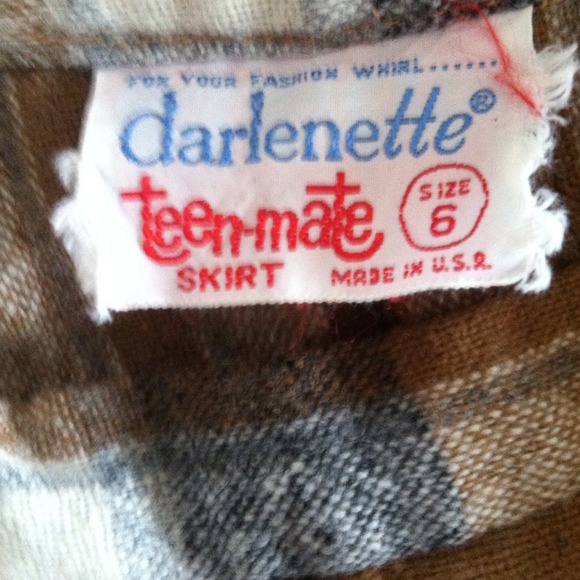 FOR YOUR FASHION WHIRL......
darlenette®
teen-mate
SIZE
6
SKIRT MADE IN U.S.A.